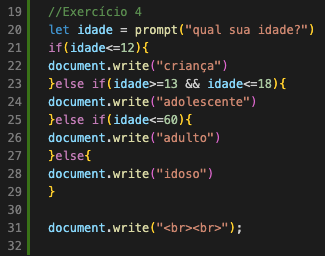 19 //Exercício 4
20 let idade = prompt("qual sua idade?")
21 if(idade<=12){
22 document.write("criança")
23 }else if(idade>=13 && idade<=18){
24 document.write("adolescente")
25 }else if(idade<=60){
26 document.write("adulto")
27 }else{
28 document.write("idoso")
29 }
30
31 document.write("<br><br>");
32